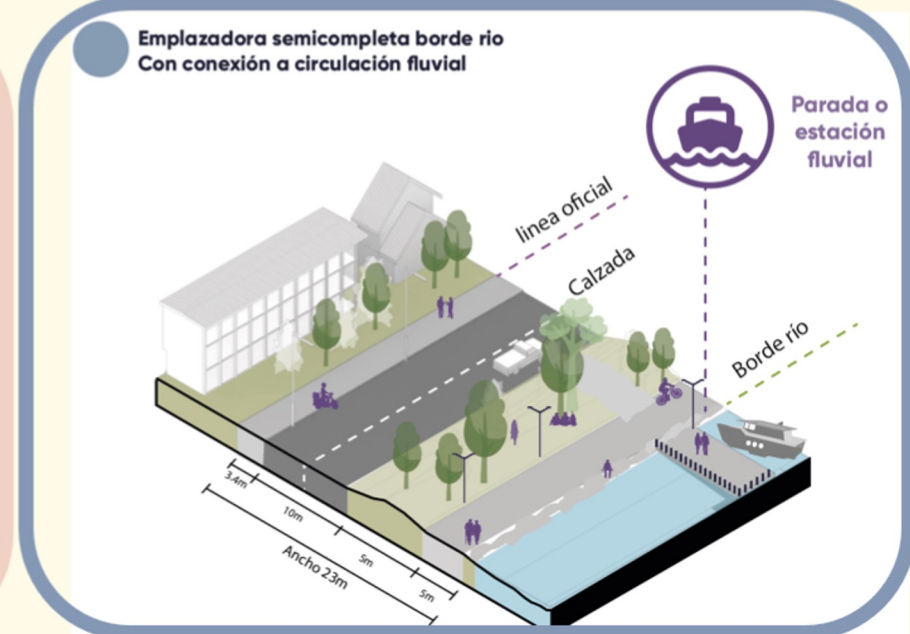 Emplazadora semicompleta borde rio
Con conexión a circulación fluvial
Parada o
estación
fluvial
linea oficial
Calzada
Borde río
3.4m
10m
5m
5m
Ancho 23m